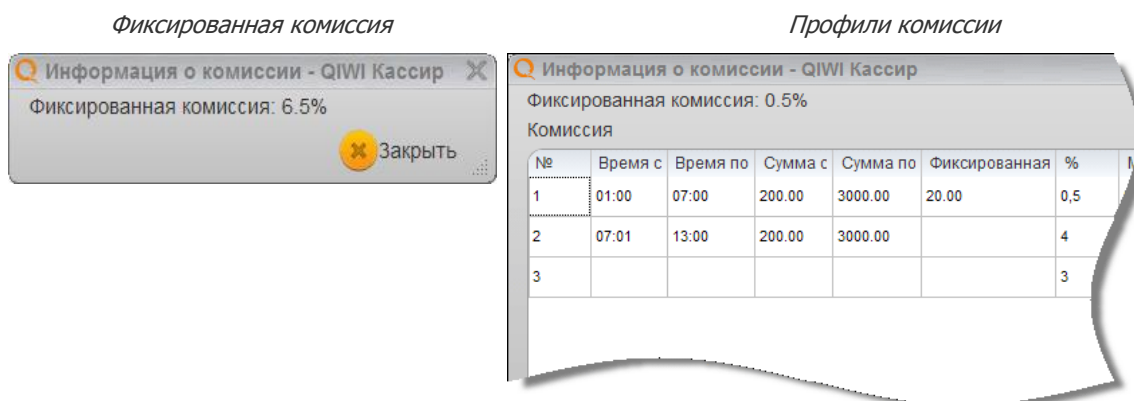 Фиксированная комиссия
Профили комиссии
Информация о комиссии - QIWI Кассир
Фиксированная комиссия: 6.5%
Закрыть
Информация о комиссии - QIWI Кассир
Фиксированная комиссия: 0.5%
Комиссия
№ Время с Время по Сумма с Сумма по Фиксированная %
1 01:00 07:00 200.00 3000.00 20.00 0,5
2 07:01 13:00 200.00 3000.00 4
3 3